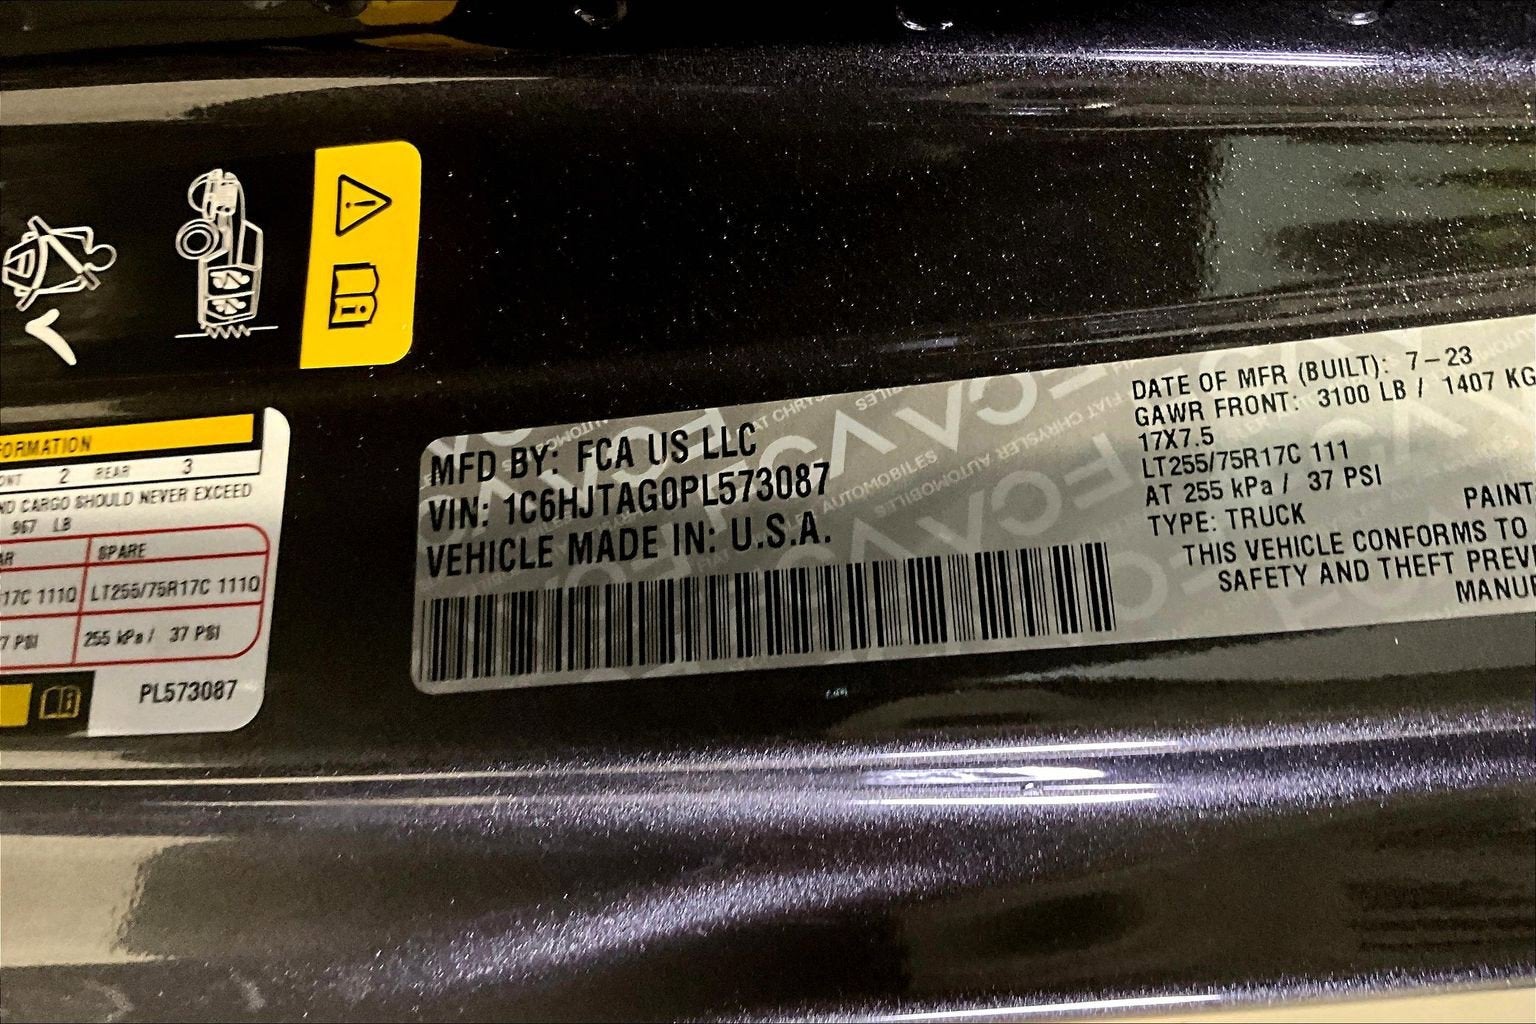 FORMATION
2 REAR 3
ND CARGO SHOULD NEVER EXCEED
967 LB
AR SPARE
17C 111Q LT255/75R17C 111Q
7 PSI 255 kPa / 37 PSI
PL573087
MFD BY: FCA US LLC
VIN: 1C6HJTAG0PL573087
VEHICLE MADE IN: U.S.A.
DATE OF MFR (BUILT): 7-23
GAWR FRONT: 3100 LB / 1407 KG
17X7.5
LT255/75R17C 111
AT 255 kPa / 37 PSI
TYPE: TRUCK
PAINT
THIS VEHICLE CONFORMS TO
SAFETY AND THEFT PREVE
MANUF